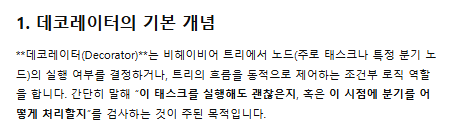 1. 데코레이터의 기본 개념
**데코레이터(Decorator)**는 비헤이비어 트리에서 노드(주로 태스크나 특정 분기 노
드)의 실행 여부를 결정하거나, 트리의 흐름을 동적으로 제어하는 조건부 로직 역할
을 합니다. 간단히 말해 “이 태스크를 실행해도 괜찮은지, 혹은 이 시점에 분기를 어
떻게 처리할지”를 검사하는 것이 주된 목적입니다.